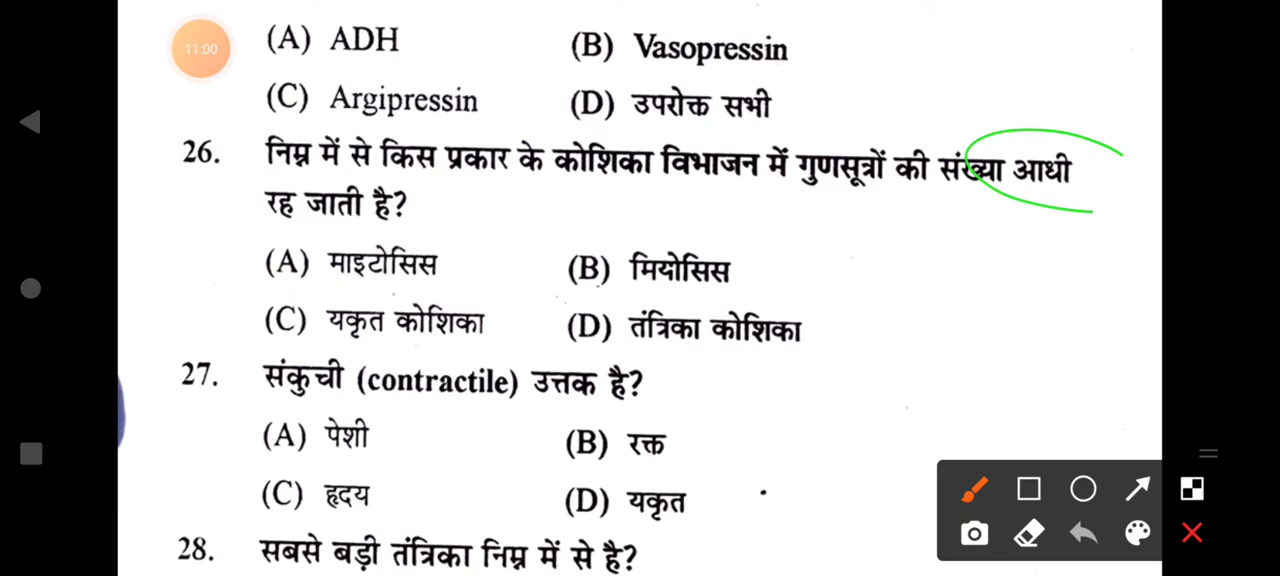 11:00
(A) ADH (B) Vasopressin
(C) Argipressin (D) उपरोक्त सभी
26. निम्न में से किस प्रकार के कोशिका विभाजन में गुणसूत्रों की संख्या आधी
रह जाती है?
(A) माइटोसिस (B) मियोसिस
(C) यकृत कोशिका (D) तंत्रिका कोशिका
27. संकुची (contractile) उत्तक है?
(A) पेशी (B) रक्त
(C) हृदय (D) यकृत
28. सबसे बड़ी तंत्रिका निम्न में से है?